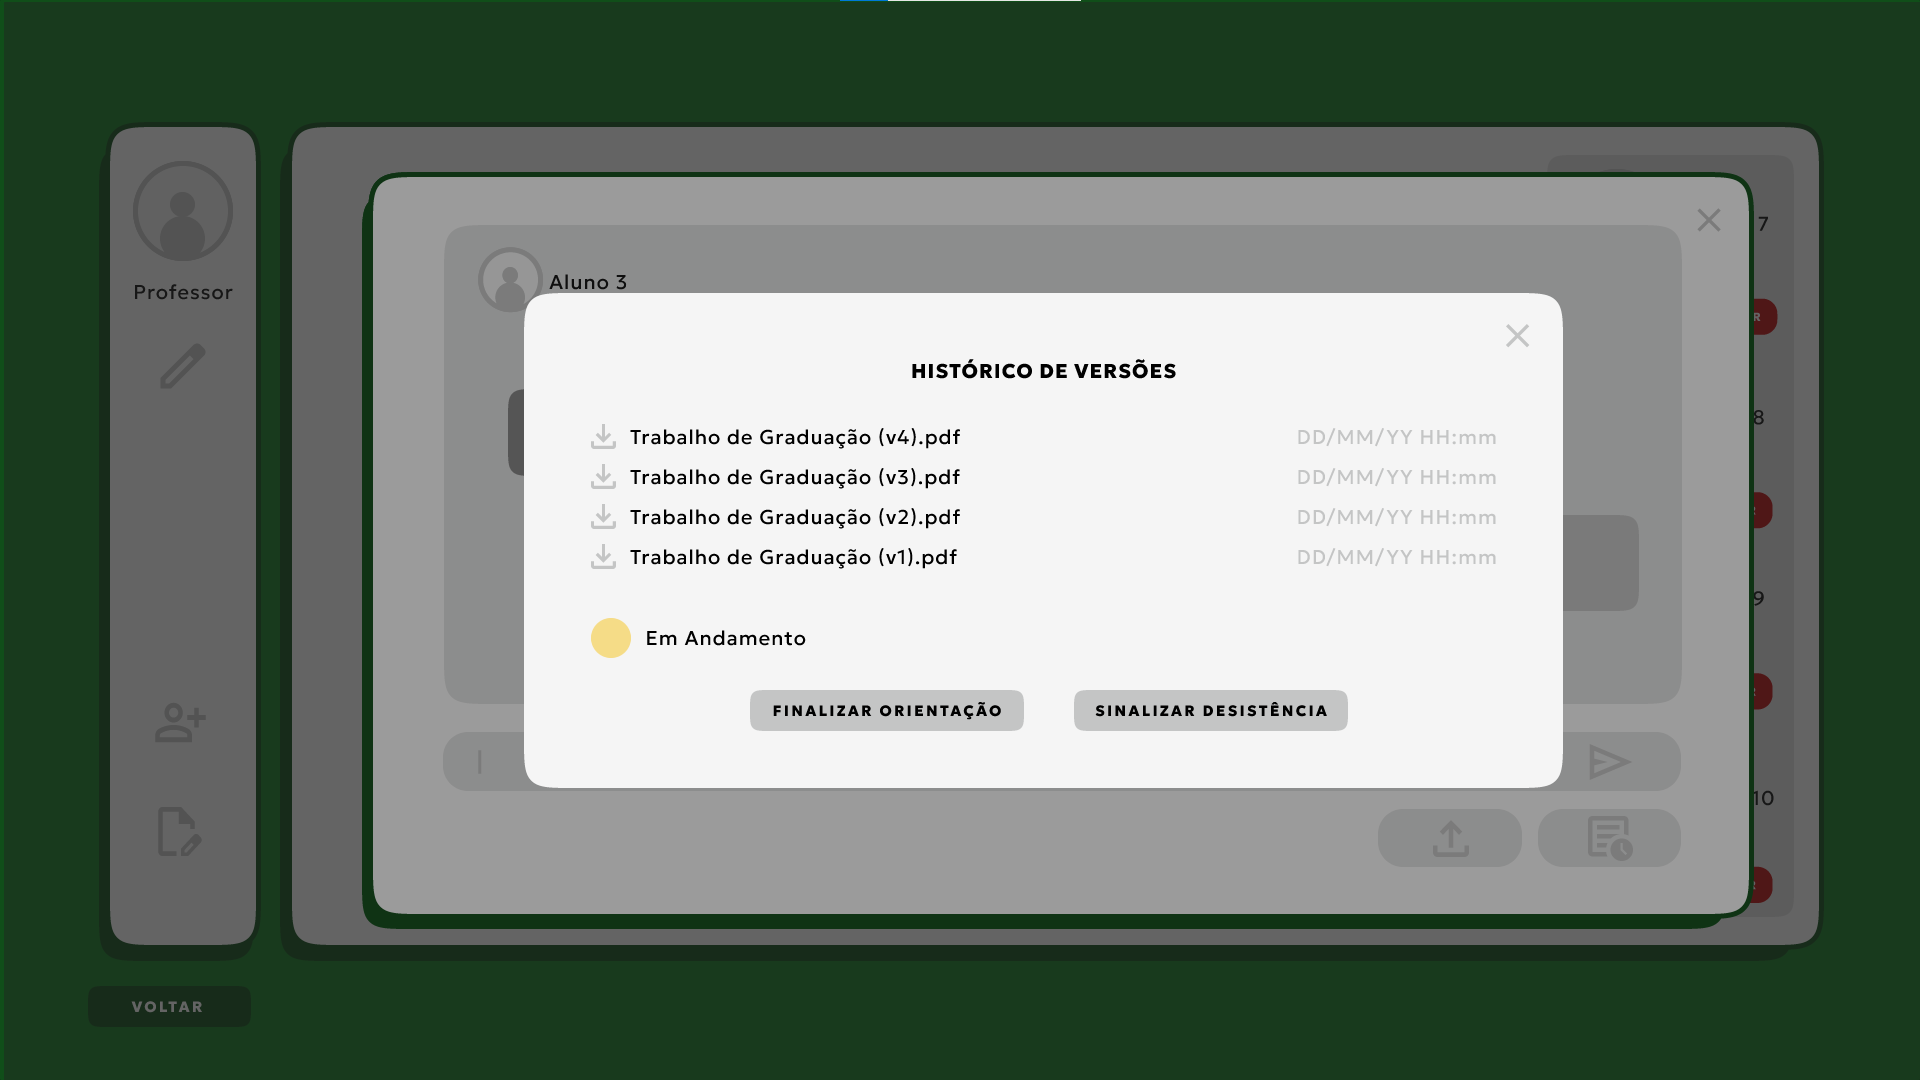 7
Professor
Aluno 3
HISTÓRICO DE VERSÕES
Trabalho de Graduação (v4).pdf DD/MM/YY HH:mm
Trabalho de Graduação (v3).pdf DD/MM/YY HH:mm
Trabalho de Graduação (v2).pdf DD/MM/YY HH:mm
Trabalho de Graduação (v1).pdf DD/MM/YY HH:mm
Em Andamento
FINALIZAR ORIENTAÇÃO
SINALIZAR DESISTÊNCIA
R
8
9
10
VOLTAR